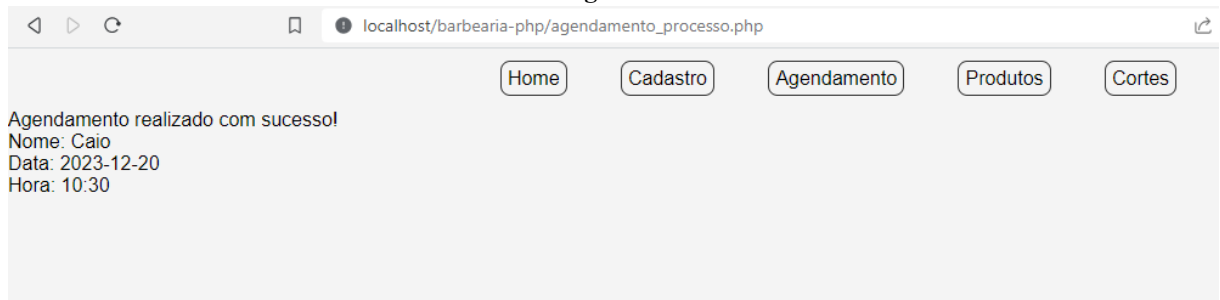 localhost/barbearia-php/agendamento_processo.php
Home Cadastro Agendamento Produtos Cortes
Agendamento realizado com sucesso!
Nome: Caio
Data: 2023-12-20
Hora: 10:30